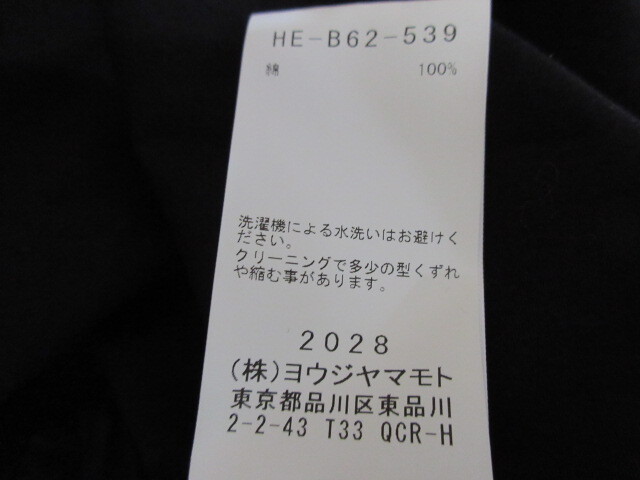 HE-B62-539
綿 100%
洗濯機による水洗いはお避けく
ださい。
クリーニングで多少の型くずれ
や縮む事があります。
2028
(株)ヨウジヤマモト
東京都品川区東品川
2-2-43 T33 QCR-H